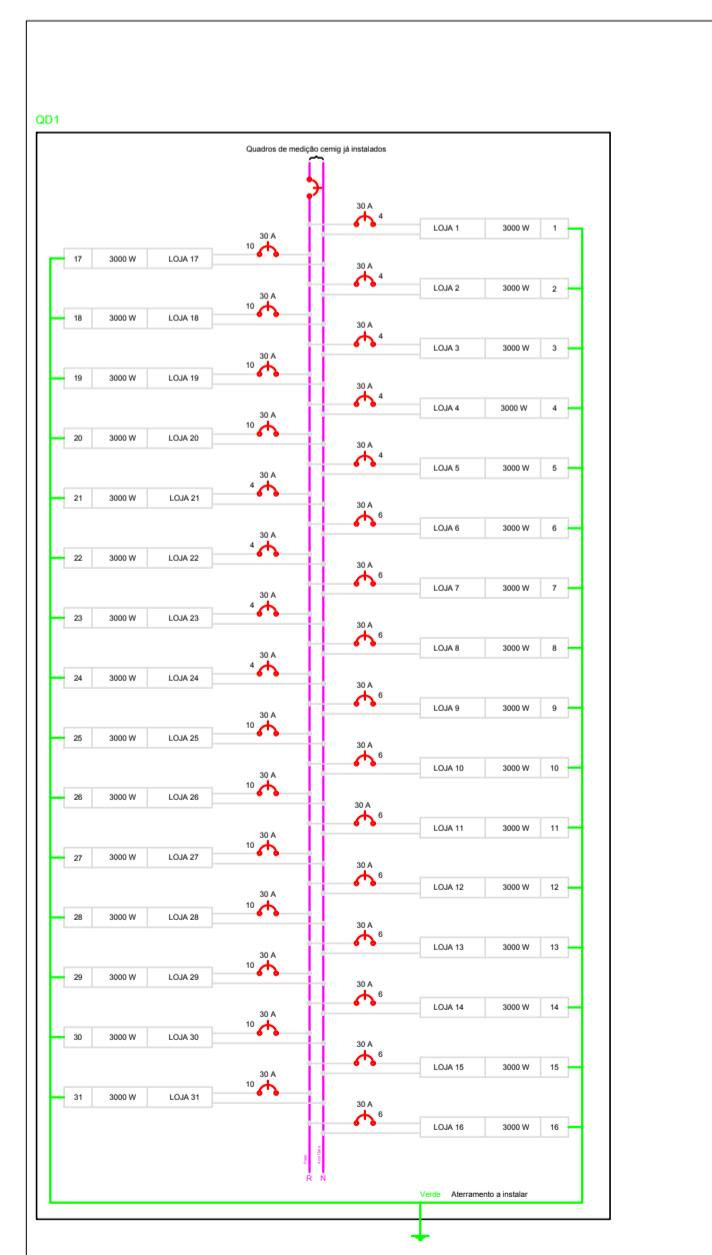 QD1
Quadros de medição cemig já instalados
30 A
4
LOJA 1 3000 W 1
30 A
10
17 3000 W LOJA 17
30 A
4
LOJA 2 3000 W 2
30 A
10
18 3000 W LOJA 18
30 A
4
LOJA 3 3000 W 3
30 A
10
19 3000 W LOJA 19
30 A
4
LOJA 4 3000 W 4
30 A
10
20 3000 W LOJA 20
30 A
4
LOJA 5 3000 W 5
30 A
4
21 3000 W LOJA 21
30 A
6
LOJA 6 3000 W 6
30 A
4
22 3000 W LOJA 22
30 A
6
LOJA 7 3000 W 7
30 A
4
23 3000 W LOJA 23
30 A
6
LOJA 8 3000 W 8
30 A
4
24 3000 W LOJA 24
30 A
6
LOJA 9 3000 W 9
30 A
10
25 3000 W LOJA 25
30 A
6
LOJA 10 3000 W 10
30 A
10
26 3000 W LOJA 26
30 A
6
LOJA 11 3000 W 11
30 A
10
27 3000 W LOJA 27
30 A
6
LOJA 12 3000 W 12
30 A
10
28 3000 W LOJA 28
30 A
6
LOJA 13 3000 W 13
30 A
10
29 3000 W LOJA 29
30 A
6
LOJA 14 3000 W 14
30 A
10
30 3000 W LOJA 30
30 A
6
LOJA 15 3000 W 15
30 A
10
31 3000 W LOJA 31
30 A
6
LOJA 16 3000 W 16
R N
Verde Aterramento a instalar